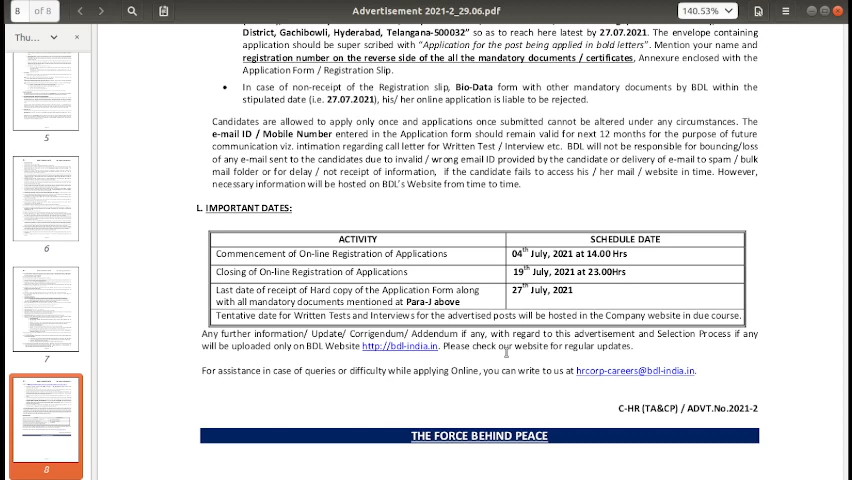 8 of 8
Advertisement 2021-2_29.06.pdf
140.53%
Thu...
District, Gachibowli, Hyderabad, Telangana-500032" so as to reach here latest by 27.07.2021. The envelope containing
application should be super scribed with "Application for the post being applied in bold letters". Mention your name and
registration number on the reverse side of the all the mandatory documents / certificates, Annexure enclosed with the
Application Form / Registration Slip.
• In case of non-receipt of the Registration slip, Bio-Data form with other mandatory documents by BDL within the
stipulated date (i.e. 27.07.2021), his/ her online application is liable to be rejected.
Candidates are allowed to apply only once and applications once submitted cannot be altered under any circumstances. The
e-mail ID / Mobile Number entered in the Application form should remain valid for next 12 months for the purpose of future
communication viz. intimation regarding call letter for Written Test / Interview etc. BDL will not be responsible for bouncing/loss
of any e-mail sent to the candidates due to invalid / wrong email ID provided by the candidate or delivery of e-mail to spam / bulk
mail folder or for delay / not receipt of information, if the candidate fails to access his / her mail / website in time. However,
necessary information will be hosted on BDL's Website from time to time.
L. IMPORTANT DATES:
ACTIVITY SCHEDULE DATE
Commencement of On-line Registration of Applications 04th July, 2021 at 14.00 Hrs
Closing of On-line Registration of Applications 19th July, 2021 at 23.00Hrs
Last date of receipt of Hard copy of the Application Form along 27th July, 2021
with all mandatory documents mentioned at Para-J above
Tentative date for Written Tests and Interviews for the advertised posts will be hosted in the Company website in due course.
Any further information/ Update/ Corrigendum/ Addendum if any, with regard to this advertisement and Selection Process if any
will be uploaded only on BDL Website http://bdl-india.in. Please check our website for regular updates.
For assistance in case of queries or difficulty while applying Online, you can write to us at hrcorp-careers@bdl-india.in.
C-HR (TA&CP) / ADVT.No.2021-2
THE FORCE BEHIND PEACE
6
7
8